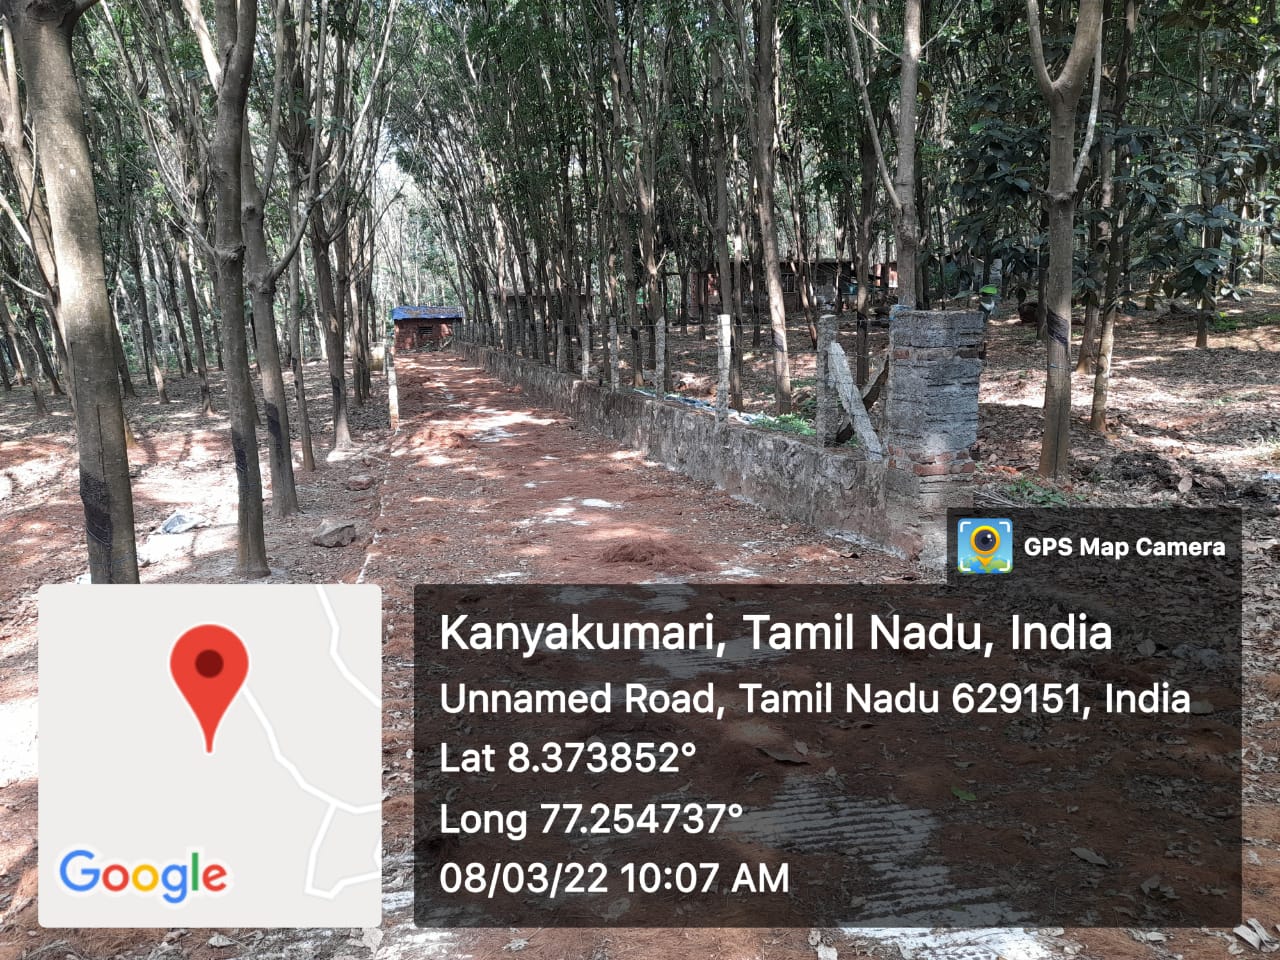 GPS Map Camera
Kanyakumari, Tamil Nadu, India
Unnamed Road, Tamil Nadu 629151, India
Lat 8.373852°
Long 77.254737°
08/03/22 10:07 AM
Google